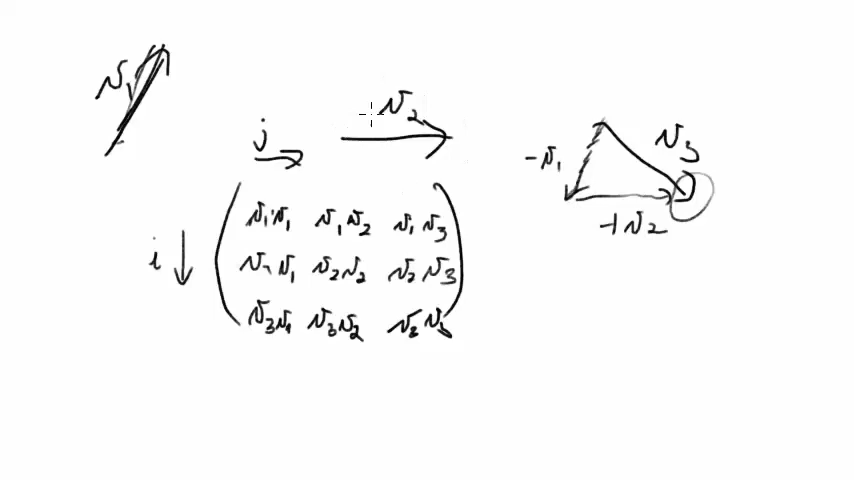 v₁
v₂
j
-v₁
v₃
+v₂
v₁v₁ v₁v₂ v₁v₃
i
v₂v₁ v₂v₂ v₂v₃
v₃v₁ v₃v₂ v₃v₃